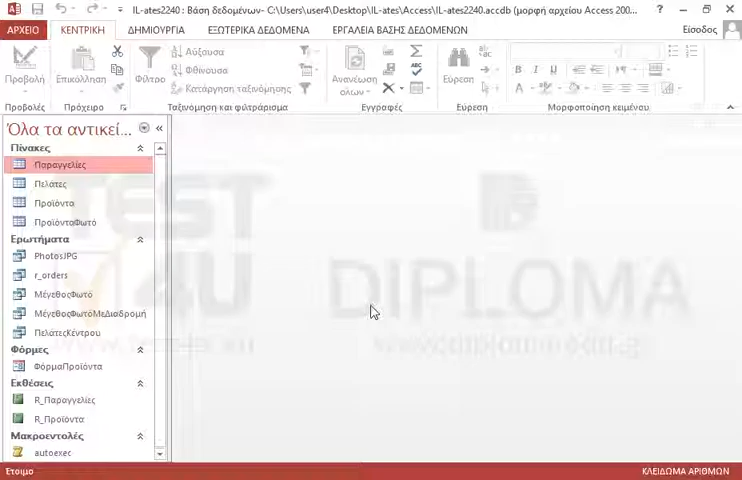 IL-ates2240 : Βάση δεδομένων- C:\Users\user4\Desktop\IL-ates\Access\IL-ates2240.accdb (μορφή αρχείου Access 200...
ΑΡΧΕΙΟ ΚΕΝΤΡΙΚΗ ΔΗΜΙΟΥΡΓΙΑ ΕΞΩΤΕΡΙΚΑ ΔΕΔΟΜΕΝΑ ΕΡΓΑΛΕΙΑ ΒΑΣΗΣ ΔΕΔΟΜΕΝΩΝ Είσοδος
Προβολή Επικόλληση Φίλτρο Αύξουσα Ανανέωση όλων Εύρεση
Φθίνουσα
Κατάργηση ταξινόμησης
Προβολές Πρόχειρο Ταξινόμηση και φιλτράρισμα Εγγραφές Εύρεση Μορφοποίηση κειμένου
Όλα τα αντικεί...
Πίνακες
Παραγγελίες
Πελάτες
Προϊόντα
ΠροϊόνταΦωτό
Ερωτήματα
PhotosJPG
r_orders
ΜέγεθοςΦωτό
ΜέγεθοςΦωτόΜεΔιαδρομή
ΠελάτεςΚέντρου
Φόρμες
ΦόρμαΠροϊόντα
Εκθέσεις
R_Παραγγελίες
R_Προϊόντα
Μακροεντολές
autoexec
TEST
4U DIPLOMA
Έτοιμο ΚΛΕΙΔΩΜΑ ΑΡΙΘΜΩΝ